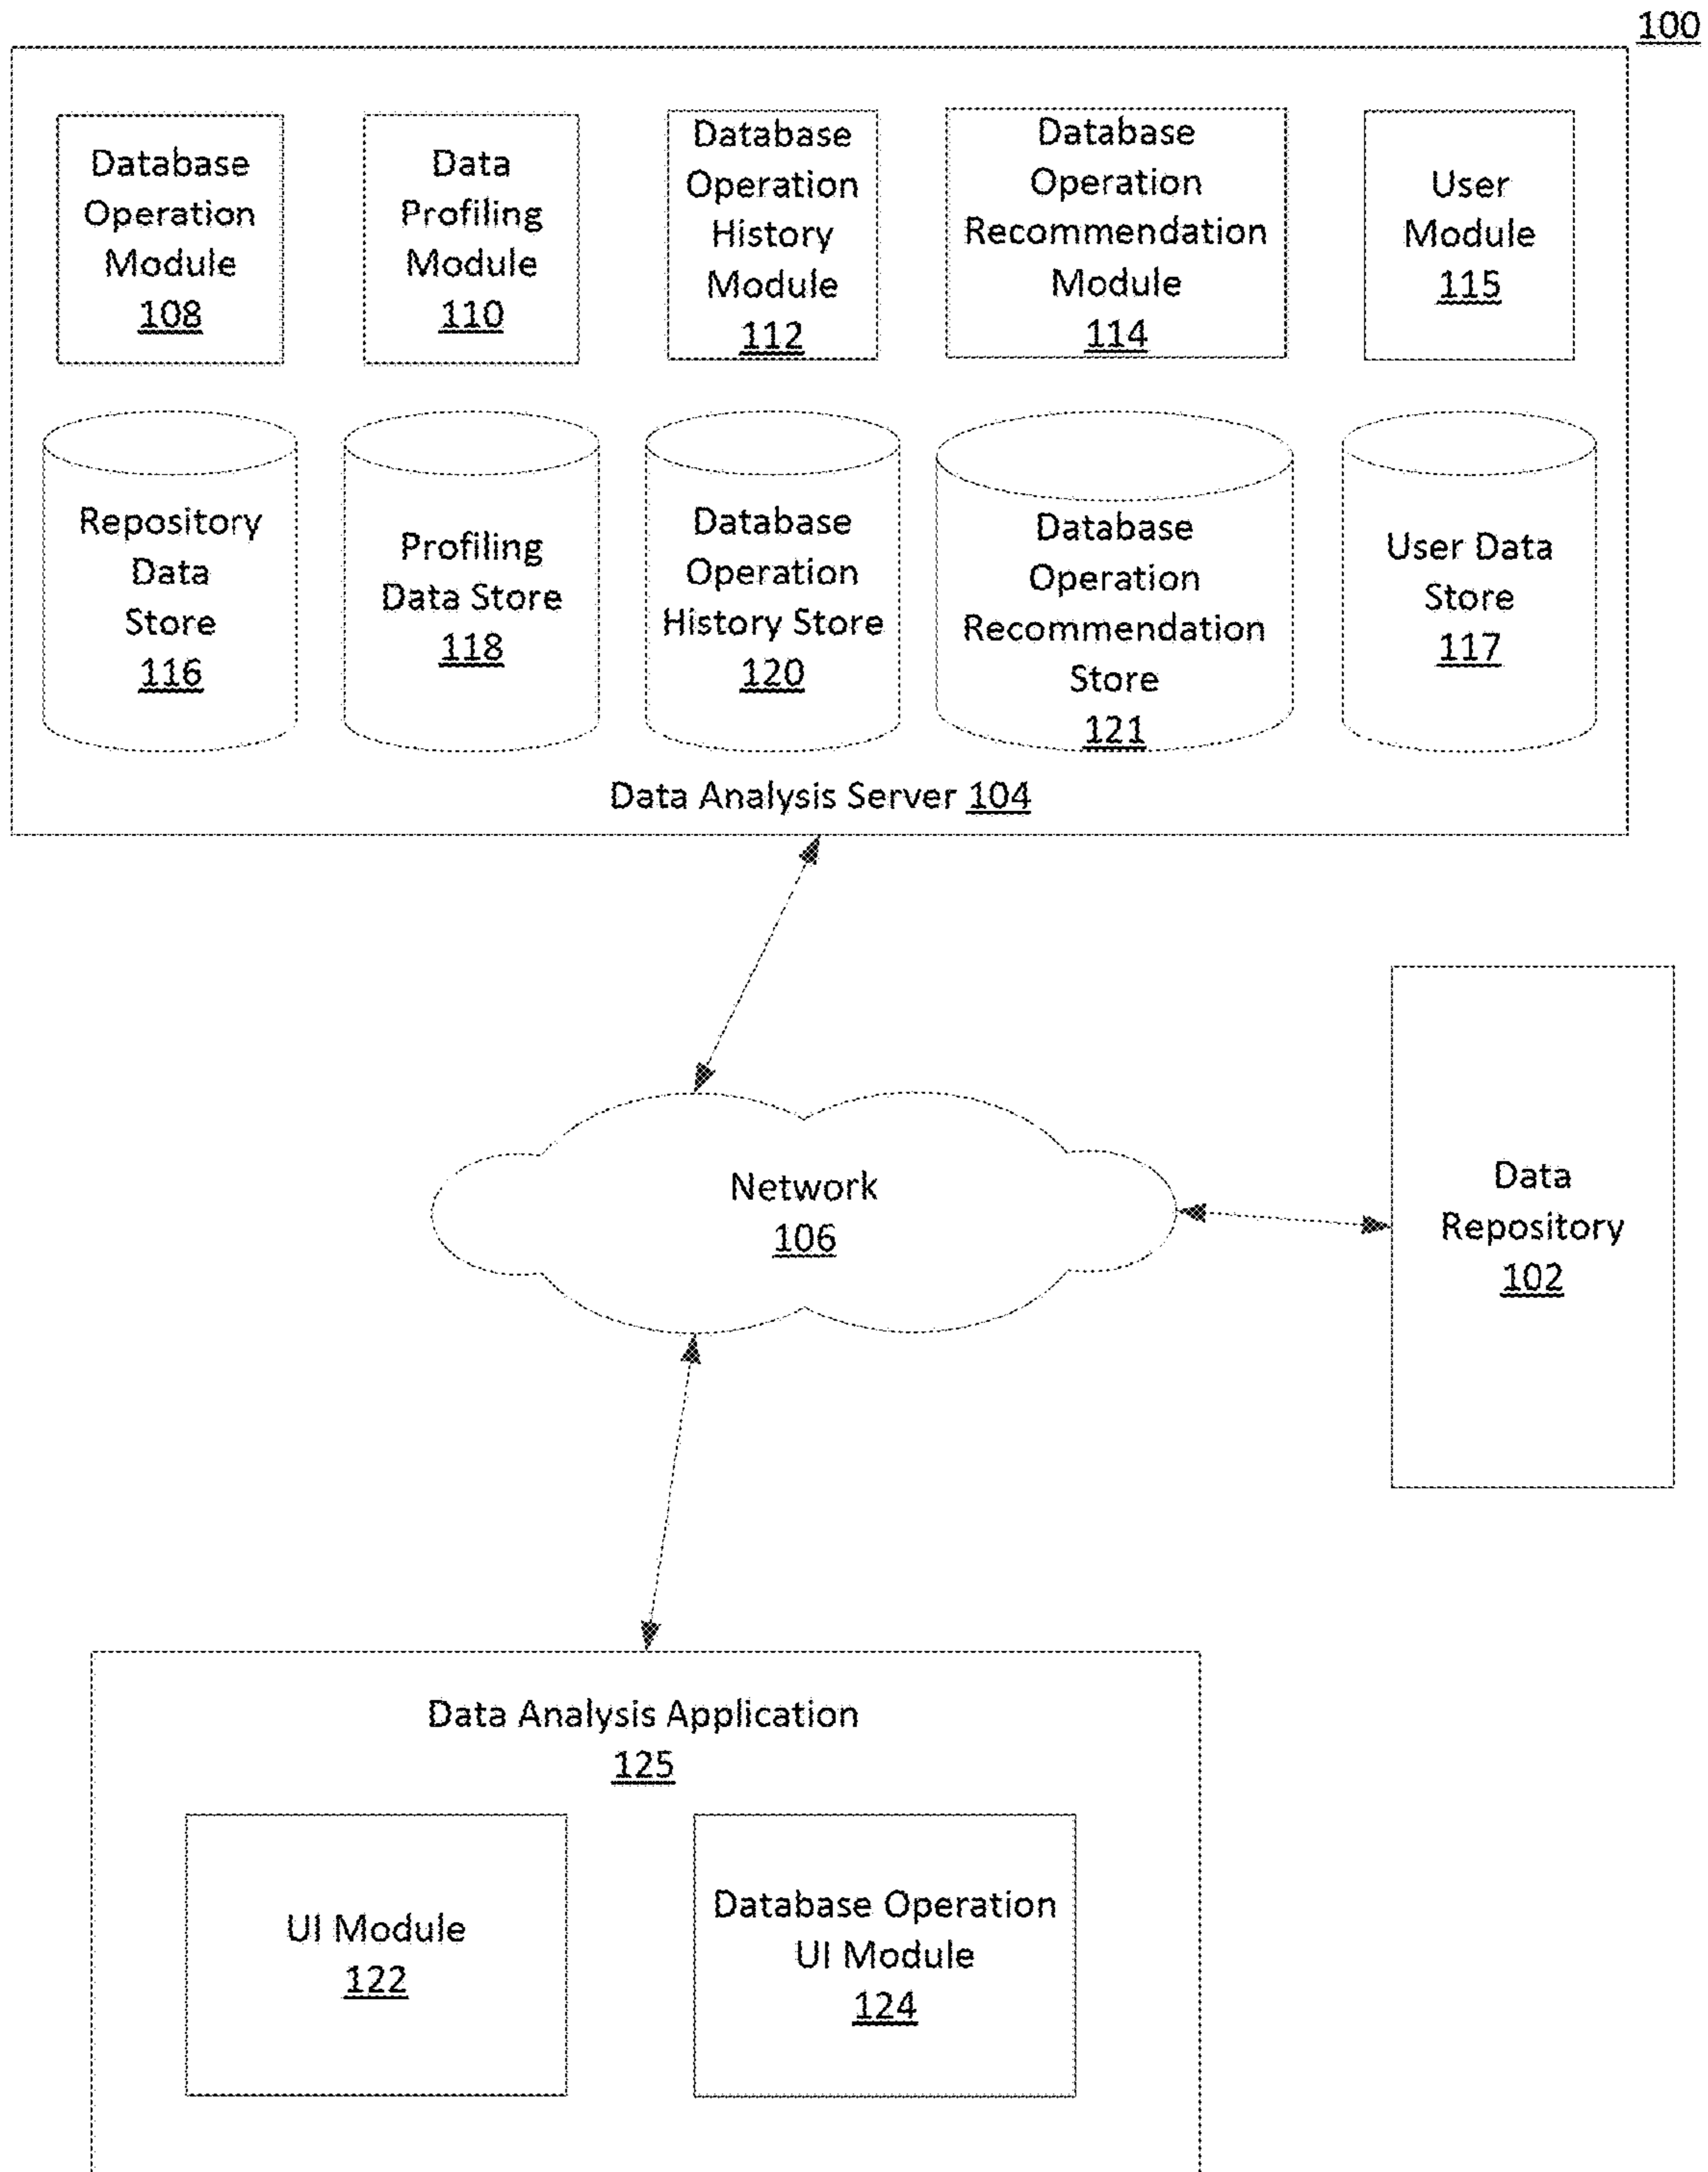 100
Database
Operation
Module
108
Data
Profiling
Module
110
Database
Operation
History
Module
112
Database
Operation
Recommendation
Module
114
User
Module
115
Repository
Data
Store
116
Profiling
Data Store
118
Database
Operation
History Store
120
Database
Operation
Recommendation
Store
121
User Data
Store
117
Data Analysis Server 104
Network
106
Data
Repository
102
Data Analysis Application
125
UI Module
122
Database Operation
UI Module
124